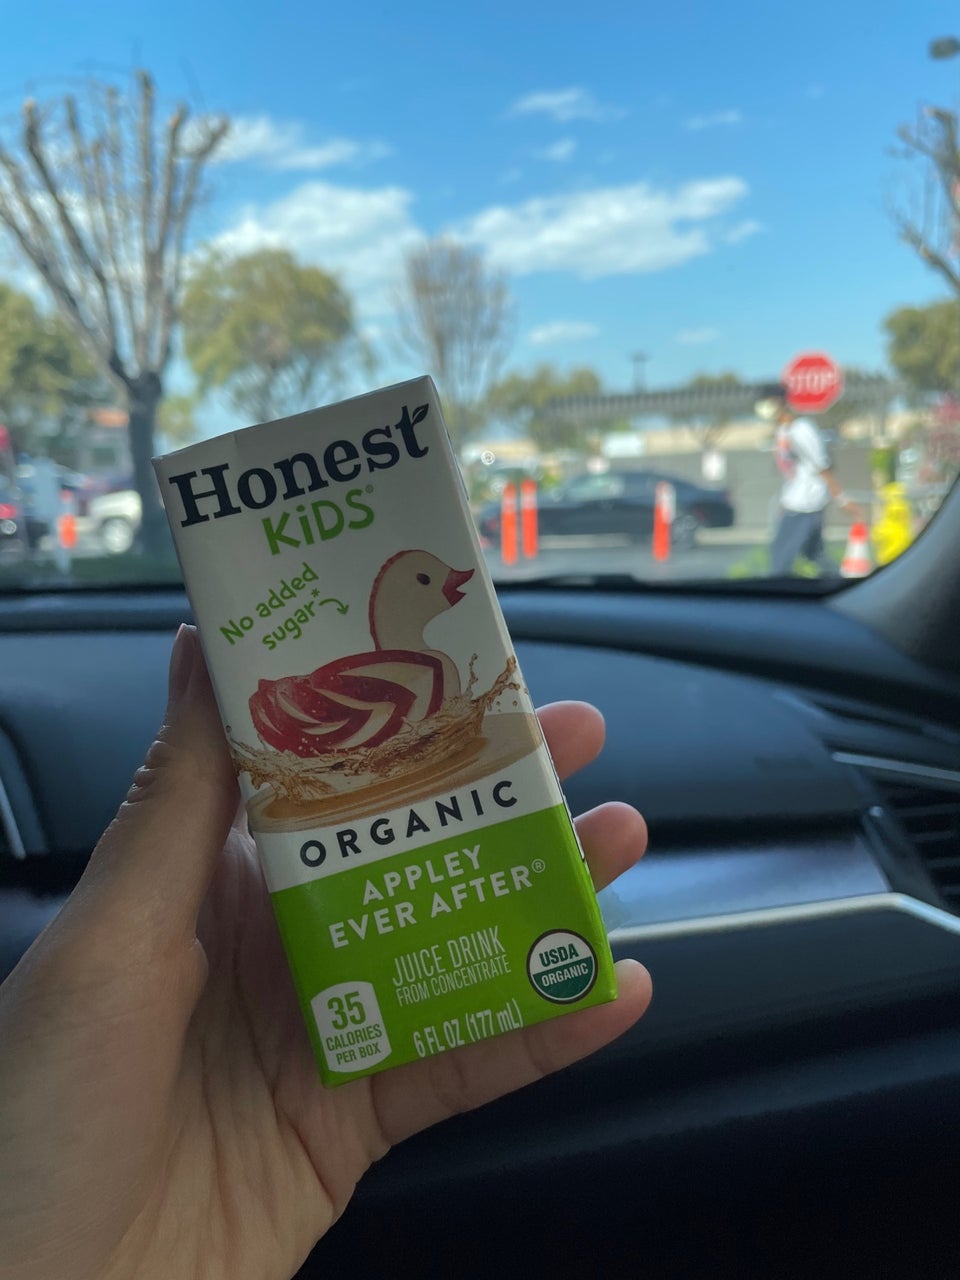 STOP
Honest
KiDS®
No added
sugar*
ORGANIC
APPLEY
EVER AFTER®
JUICE DRINK
FROM CONCENTRATE
USDA
ORGANIC
35
CALORIES
PER BOX
6 FL OZ (177 mL)